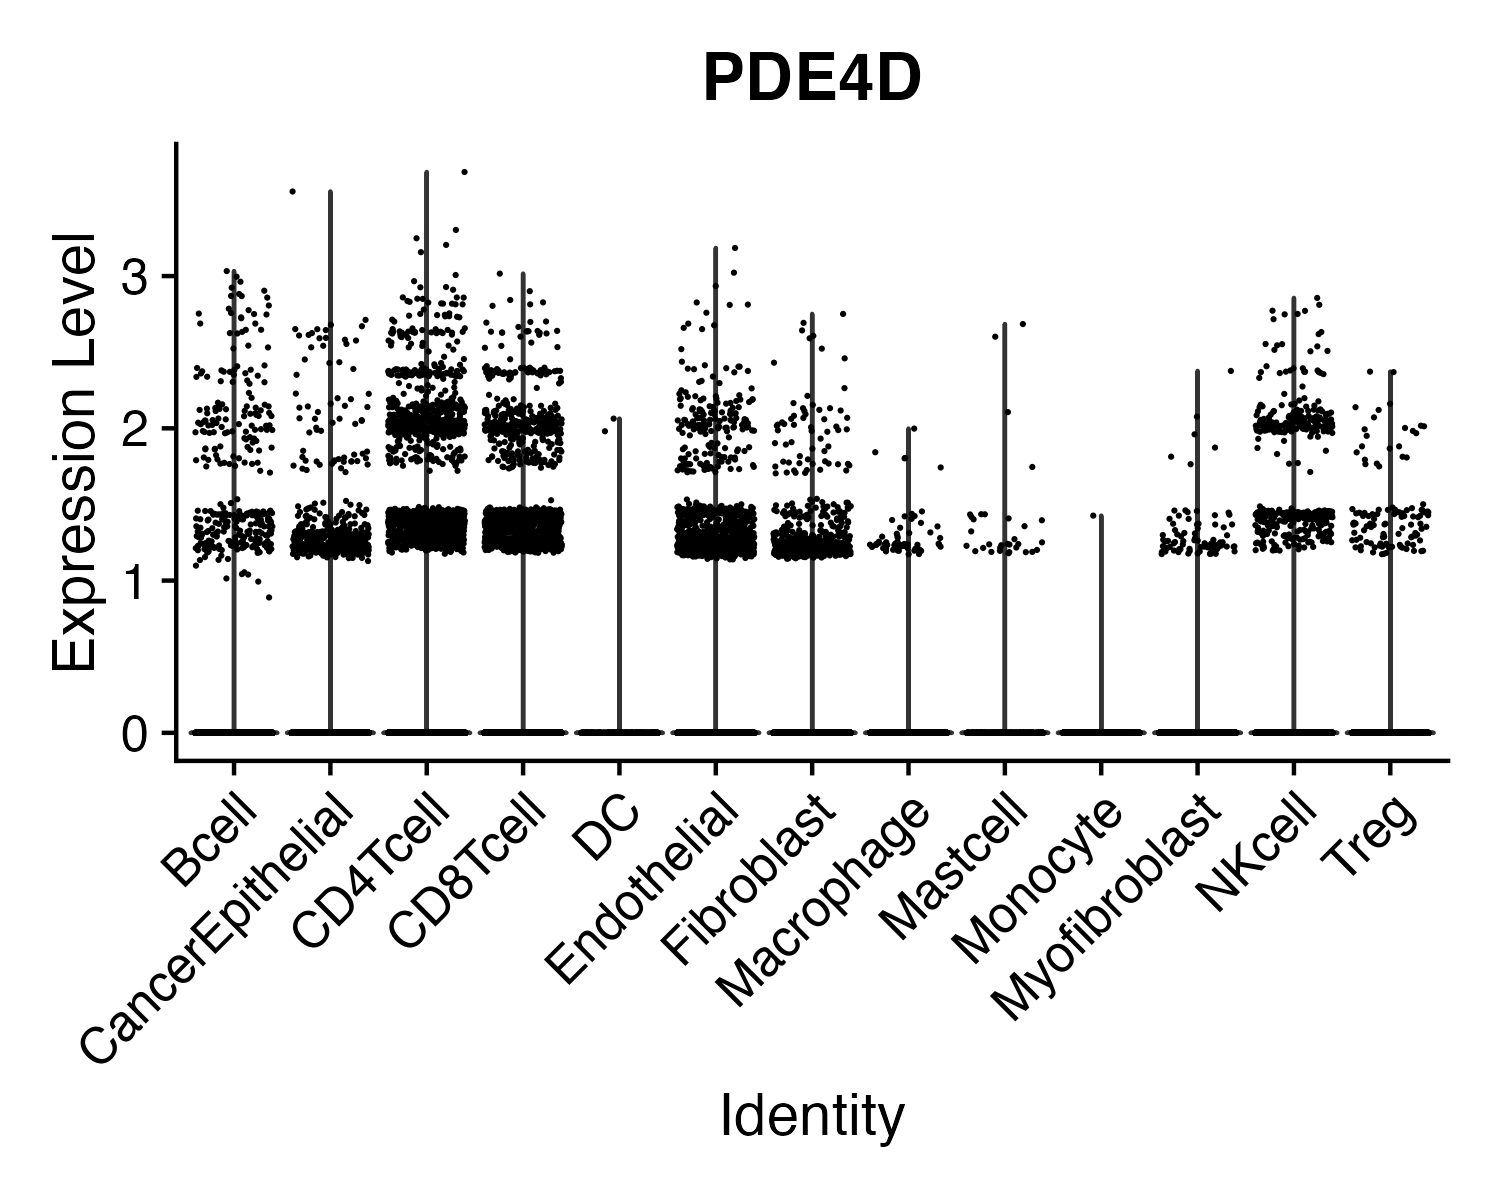 PDE4D
Expression Level
3
2
1
0
Bcell
CancerEpithelial
CD4Tcell
CD8Tcell
DC
Endothelial
Fibroblast
Macrophage
Mastcell
Monocyte
Myofibroblast
NKcell
Treg
Identity